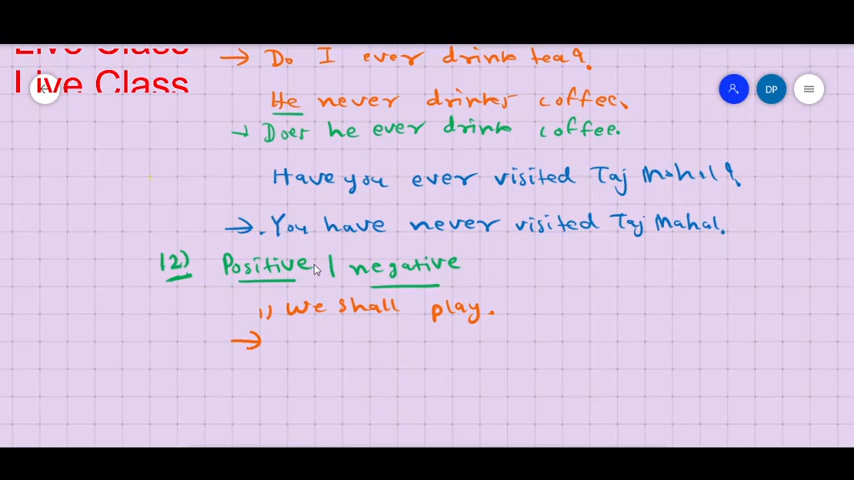 Live Class
Live Class
→ Do I ever drink tea?
He never drinks coffee.
→ Does he ever drink coffee.
DP
Have you ever visited Taj Mahal?
→ . You have never visited Taj Mahal.
12) Positive | negative
1) We shall play.
→